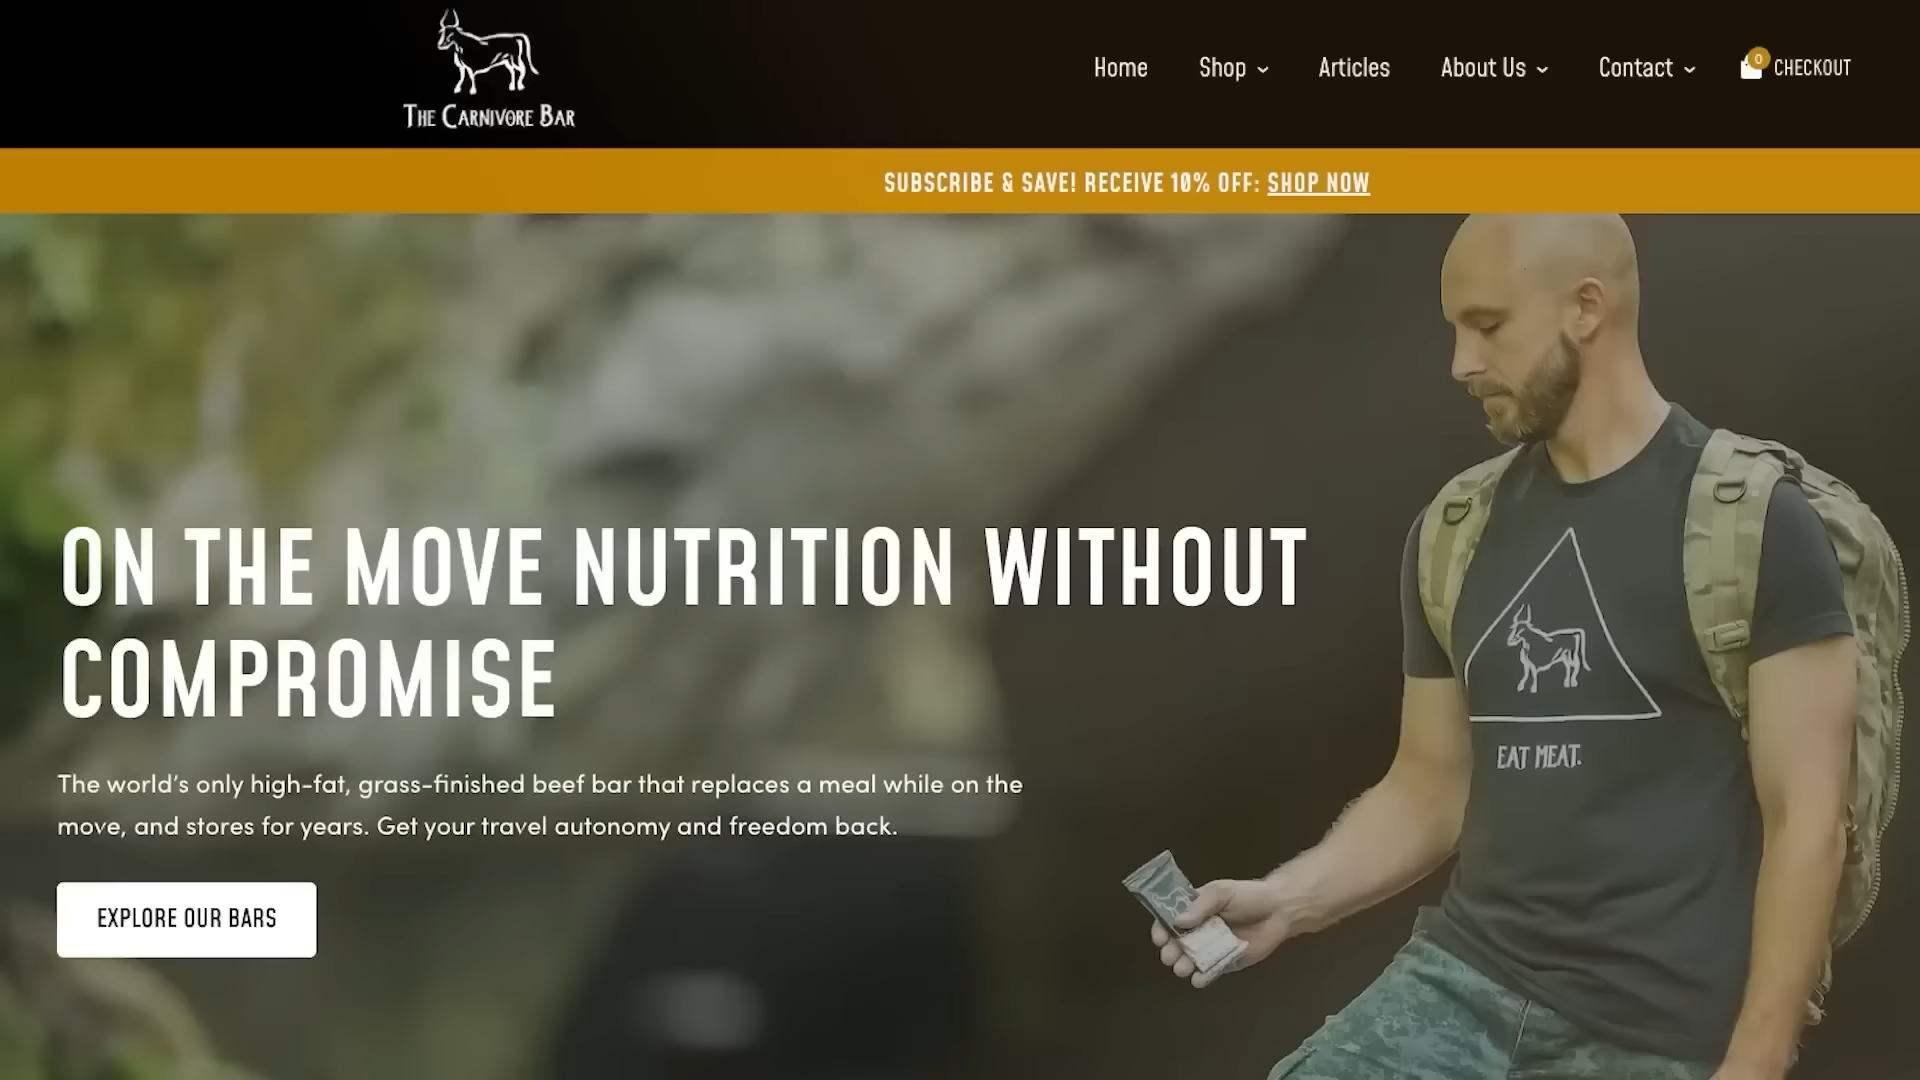 THE CARNIVORE BAR
Home
Shop
Articles
About Us
Contact
0
CHECKOUT
SUBSCRIBE & SAVE! RECEIVE 10% OFF: SHOP NOW
ON THE MOVE NUTRITION WITHOUT
COMPROMISE
The world's only high-fat, grass-finished beef bar that replaces a meal while on the
move, and stores for years. Get your travel autonomy and freedom back.
EXPLORE OUR BARS
EAT MEAT.